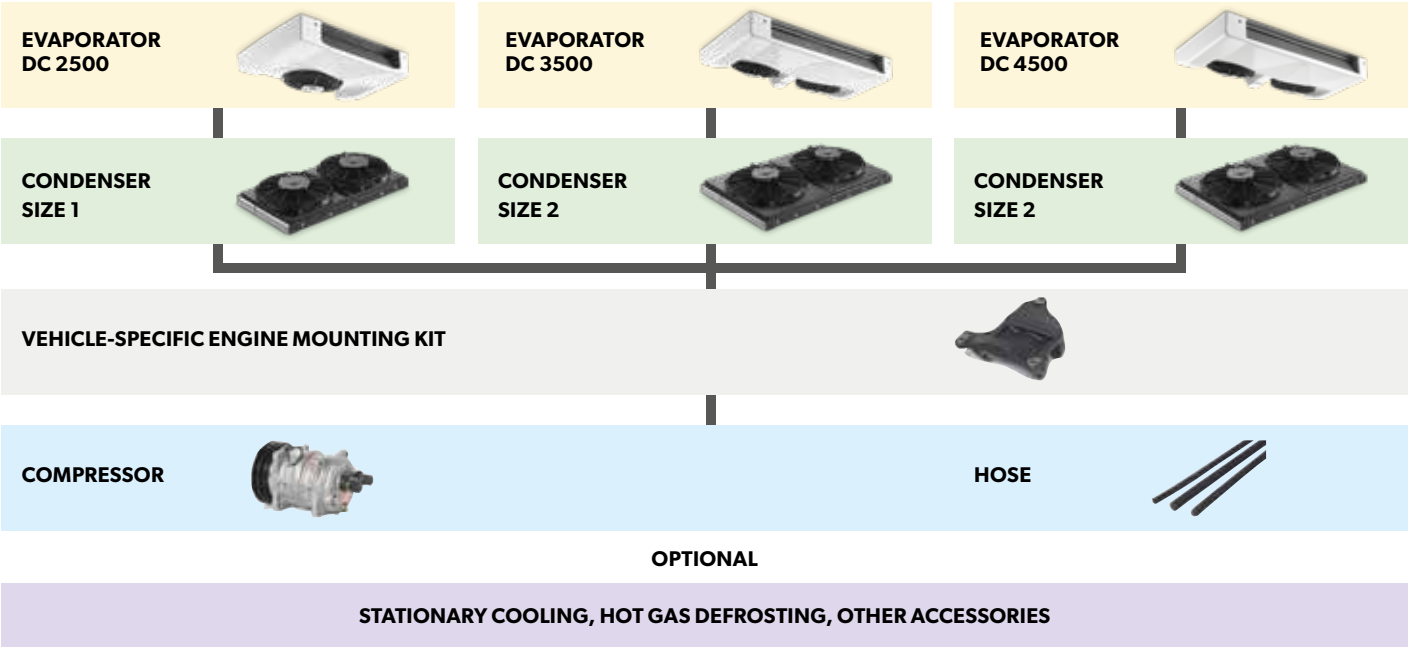 EVAPORATOR
DC 2500
EVAPORATOR
DC 3500
EVAPORATOR
DC 4500
CONDENSER
SIZE 1
CONDENSER
SIZE 2
CONDENSER
SIZE 2
VEHICLE-SPECIFIC ENGINE MOUNTING KIT
COMPRESSOR
HOSE
OPTIONAL
STATIONARY COOLING, HOT GAS DEFROSTING, OTHER ACCESSORIES